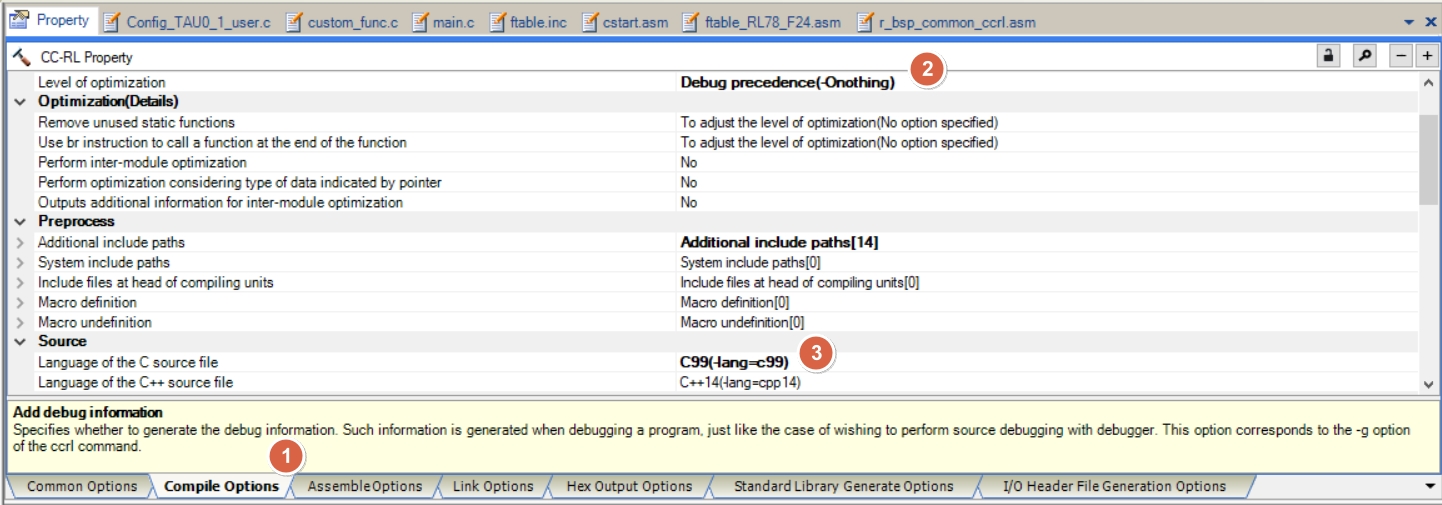 Property Config_TAU0_1_user.c custom_func.c main.c ftable.inc cstart.asm ftable_RL78_F24.asm r_bsp_common_ccrl.asm
CC-RL Property
Level of optimization Debug precedence(-Onothing) 2
Optimization(Details)
Remove unused static functions To adjust the level of optimization(No option specified)
Use br instruction to call a function at the end of the function To adjust the level of optimization(No option specified)
Perform inter-module optimization No
Perform optimization considering type of data indicated by pointer No
Outputs additional information for inter-module optimization No
Preprocess
Additional include paths Additional include paths[14]
System include paths System include paths[0]
Include files at head of compiling units Include files at head of compiling units[0]
Macro definition Macro definition[0]
Macro undefinition Macro undefinition[0]
Source
Language of the C source file C99(-lang=c99) 3
Language of the C++ source file C++14(-lang=cpp14)
Add debug information
Specifies whether to generate the debug information. Such information is generated when debugging a program, just like the case of wishing to perform source debugging with debugger. This option corresponds to the -g option
of the ccrl command.
1
Common Options Compile Options Assemble Options Link Options Hex Output Options Standard Library Generate Options I/O Header File Generation Options